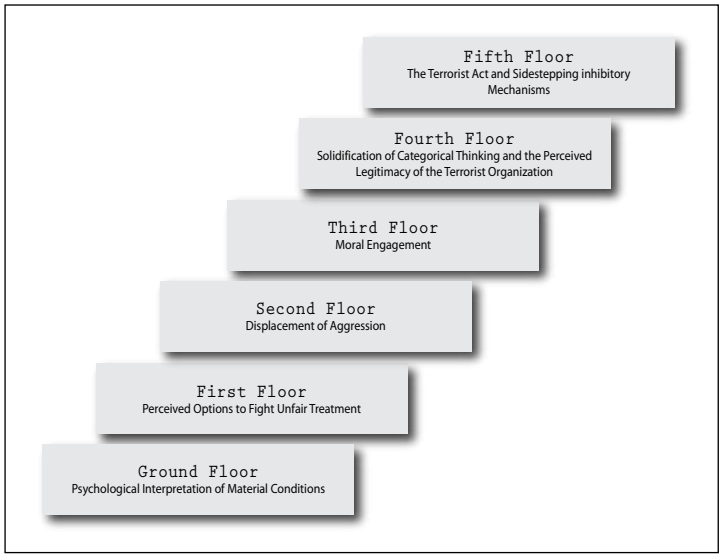 Fifth Floor
The Terrorist Act and Sidestepping inhibitory
Mechanisms
Fourth Floor
Solidification of Categorical Thinking and the Perceived
Legitimacy of the Terrorist Organization
Third Floor
Moral Engagement
Second Floor
Displacement of Aggression
First Floor
Perceived Options to Fight Unfair Treatment
Ground Floor
Psychological Interpretation of Material Conditions